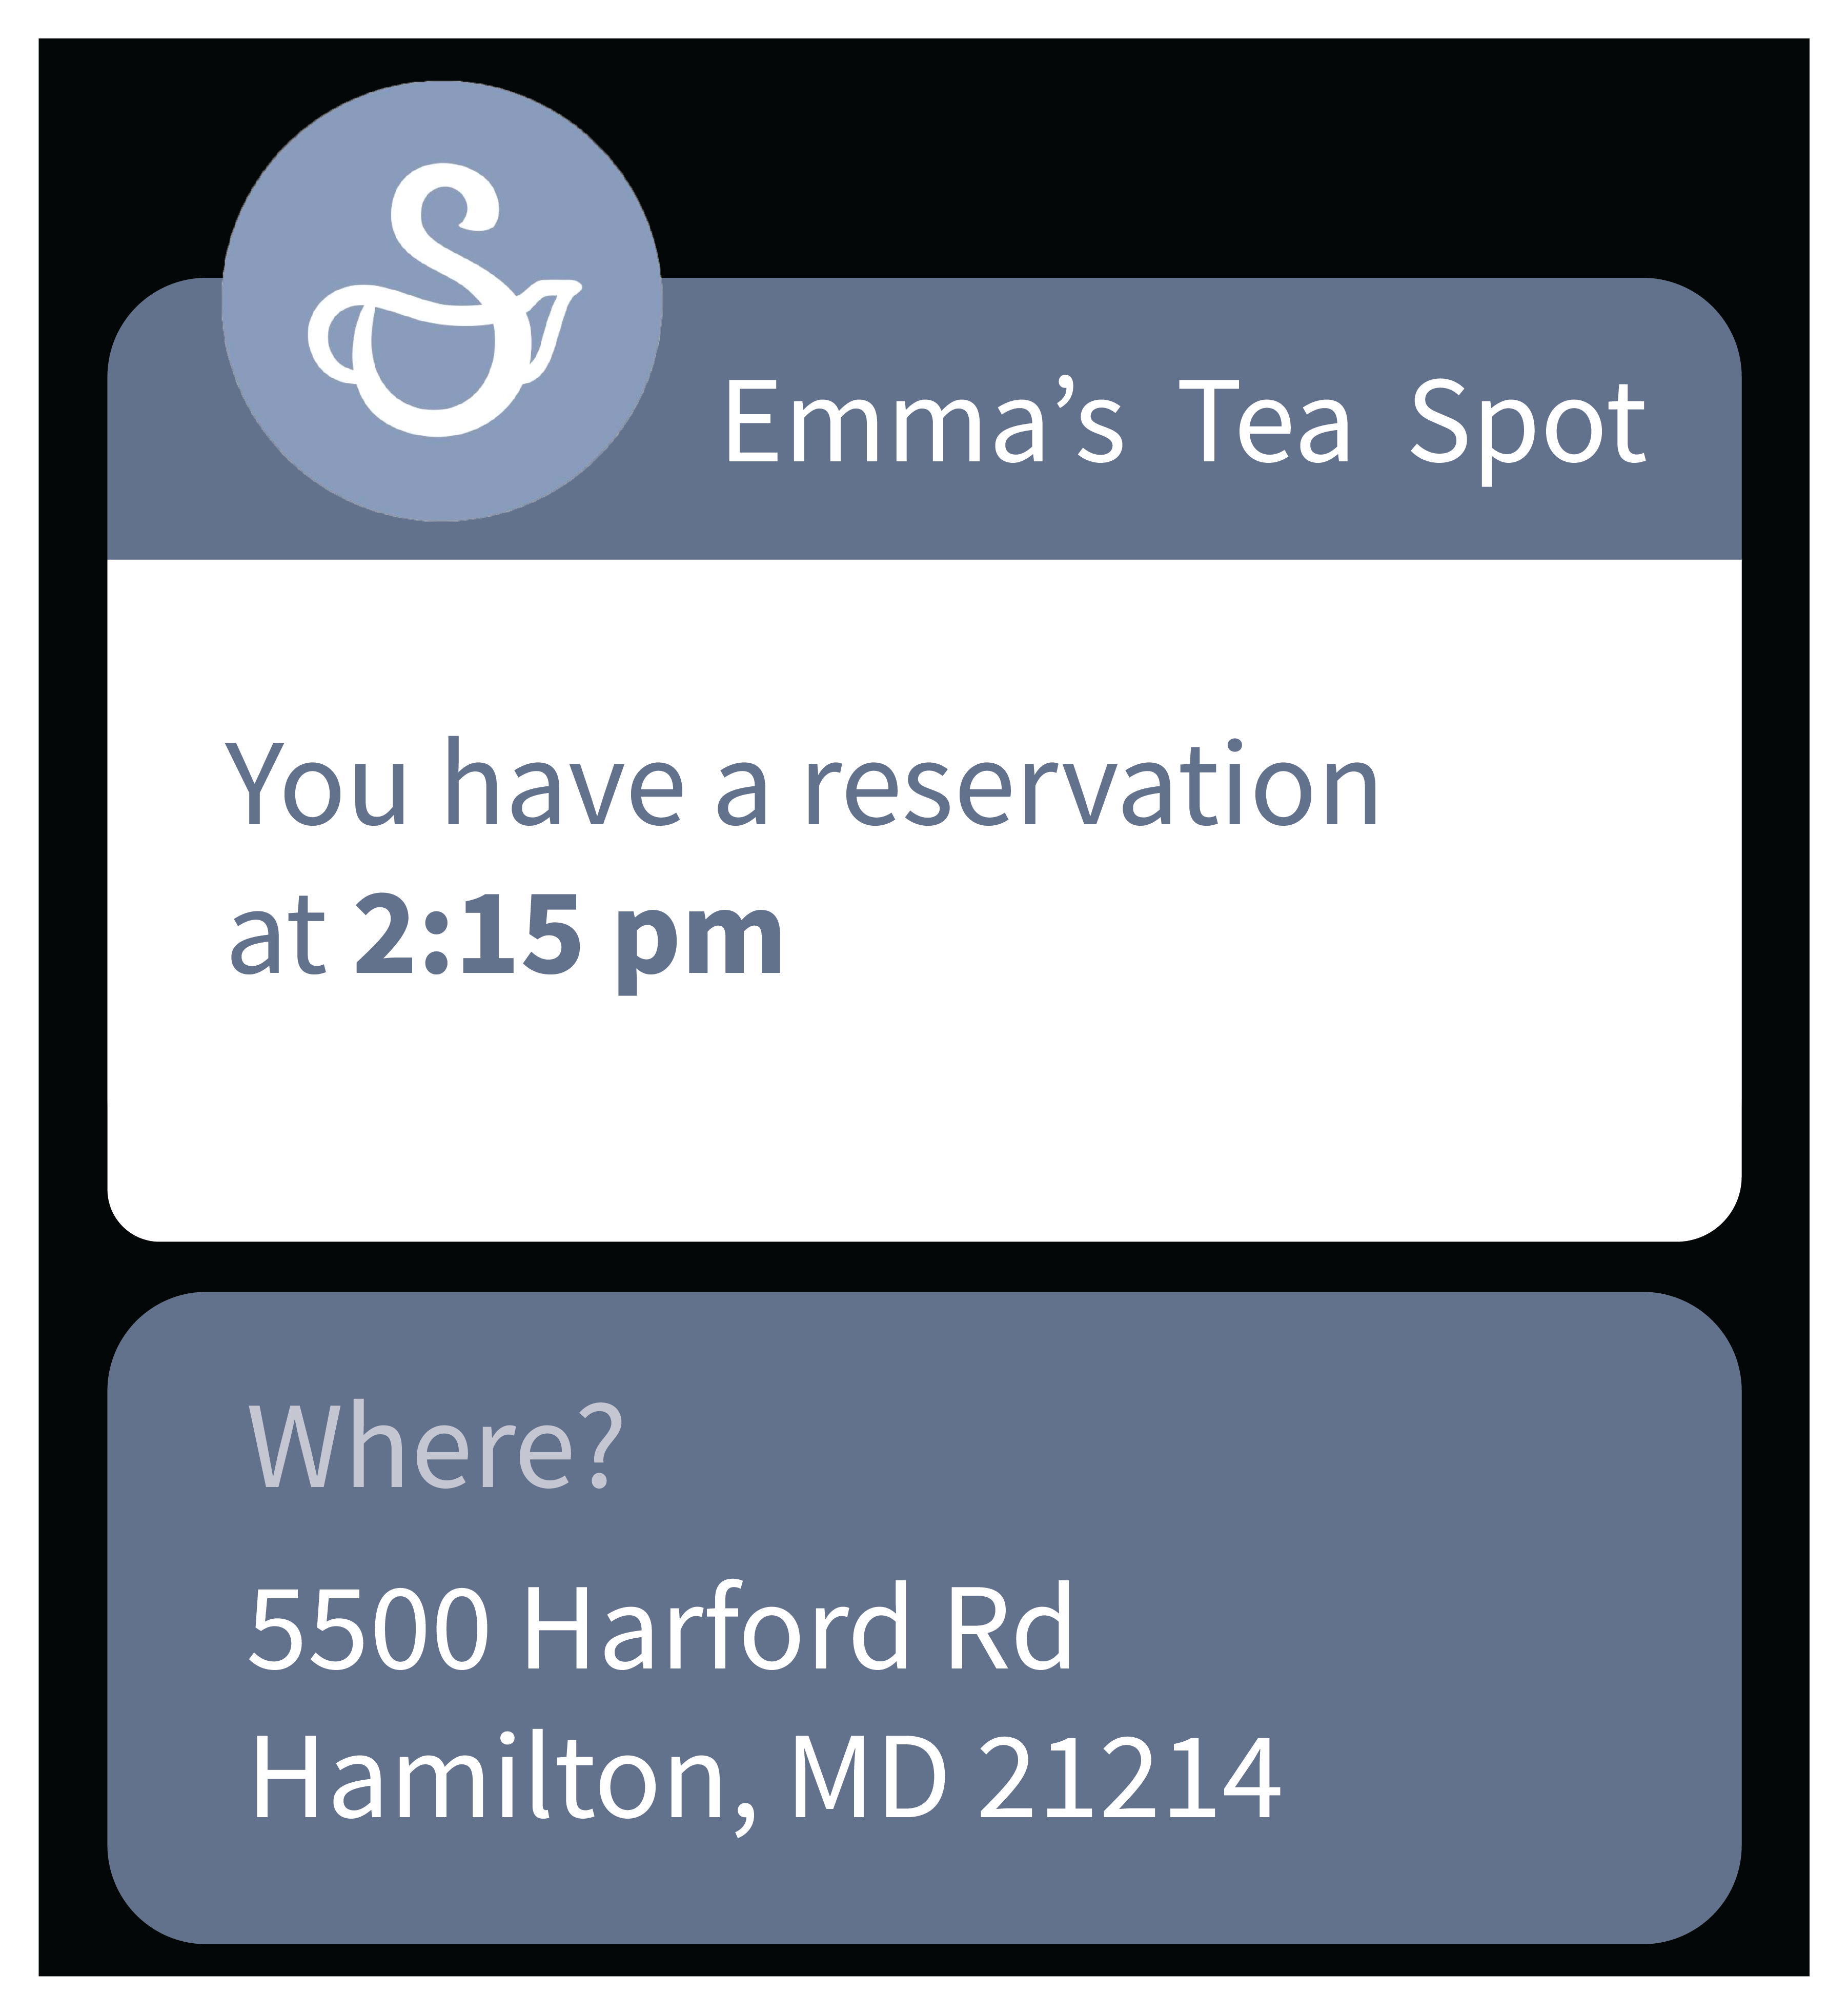 Emma's Tea Spot
You have a reservation
at 2:15 pm
Where?
5500 Harford Rd
Hamilton, MD 21214